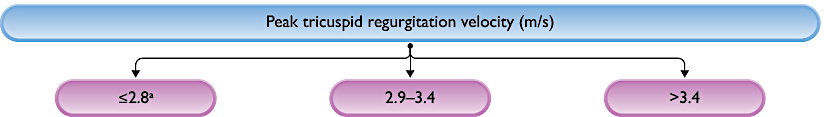 Peak tricuspid regurgitation velocity (m/s)
≤2.8ᵃ
2.9–3.4
>3.4